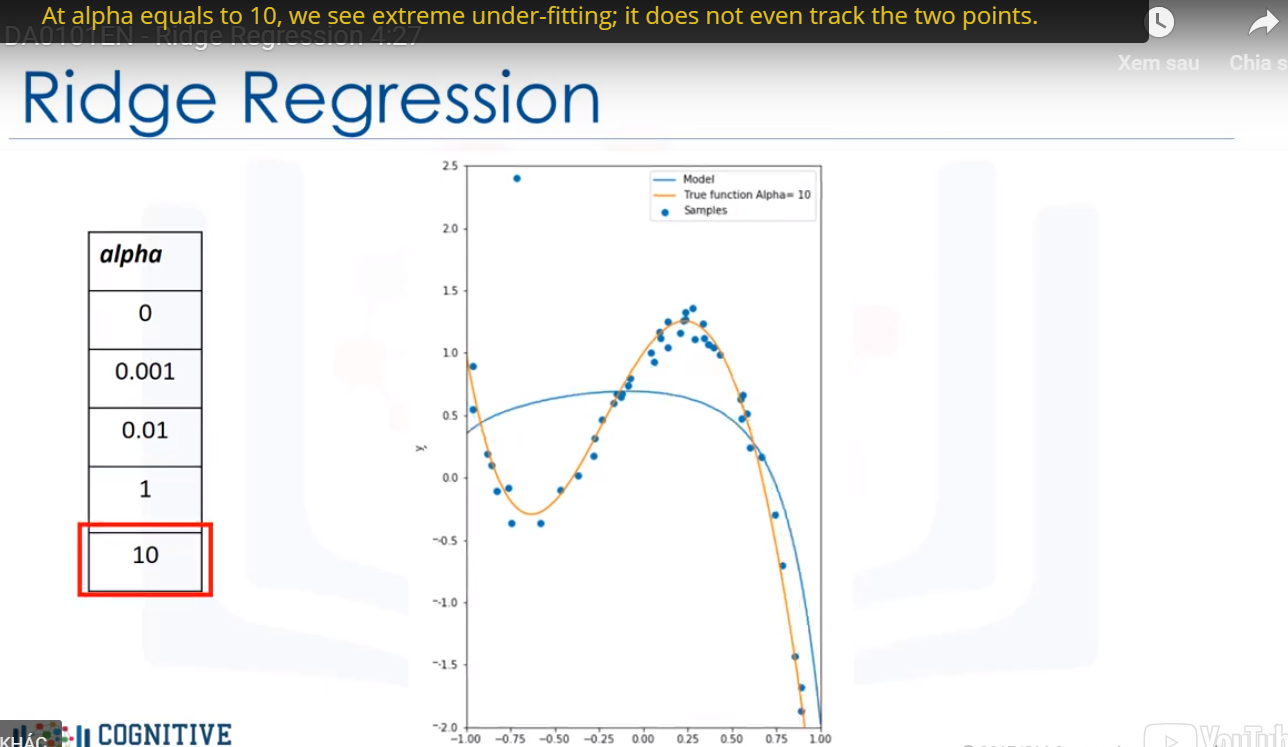 At alpha equals to 10, we see extreme under-fitting; it does not even track the two points.
DA0101EN - Ridge Regression 4:27
Xem sau
Chia s
Ridge Regression
alpha
0
0.001
0.01
1
10
Model
True function Alpha= 10
Samples
2.5
2.0
1.5
1.0
0.5
0.0
-0.5
-1.0
-1.5
-2.0
y
-1.00 -0.75 -0.50 -0.25 0.00 0.25 0.50 0.75 1.00
KHÁC
COGNITIVE
YouTub